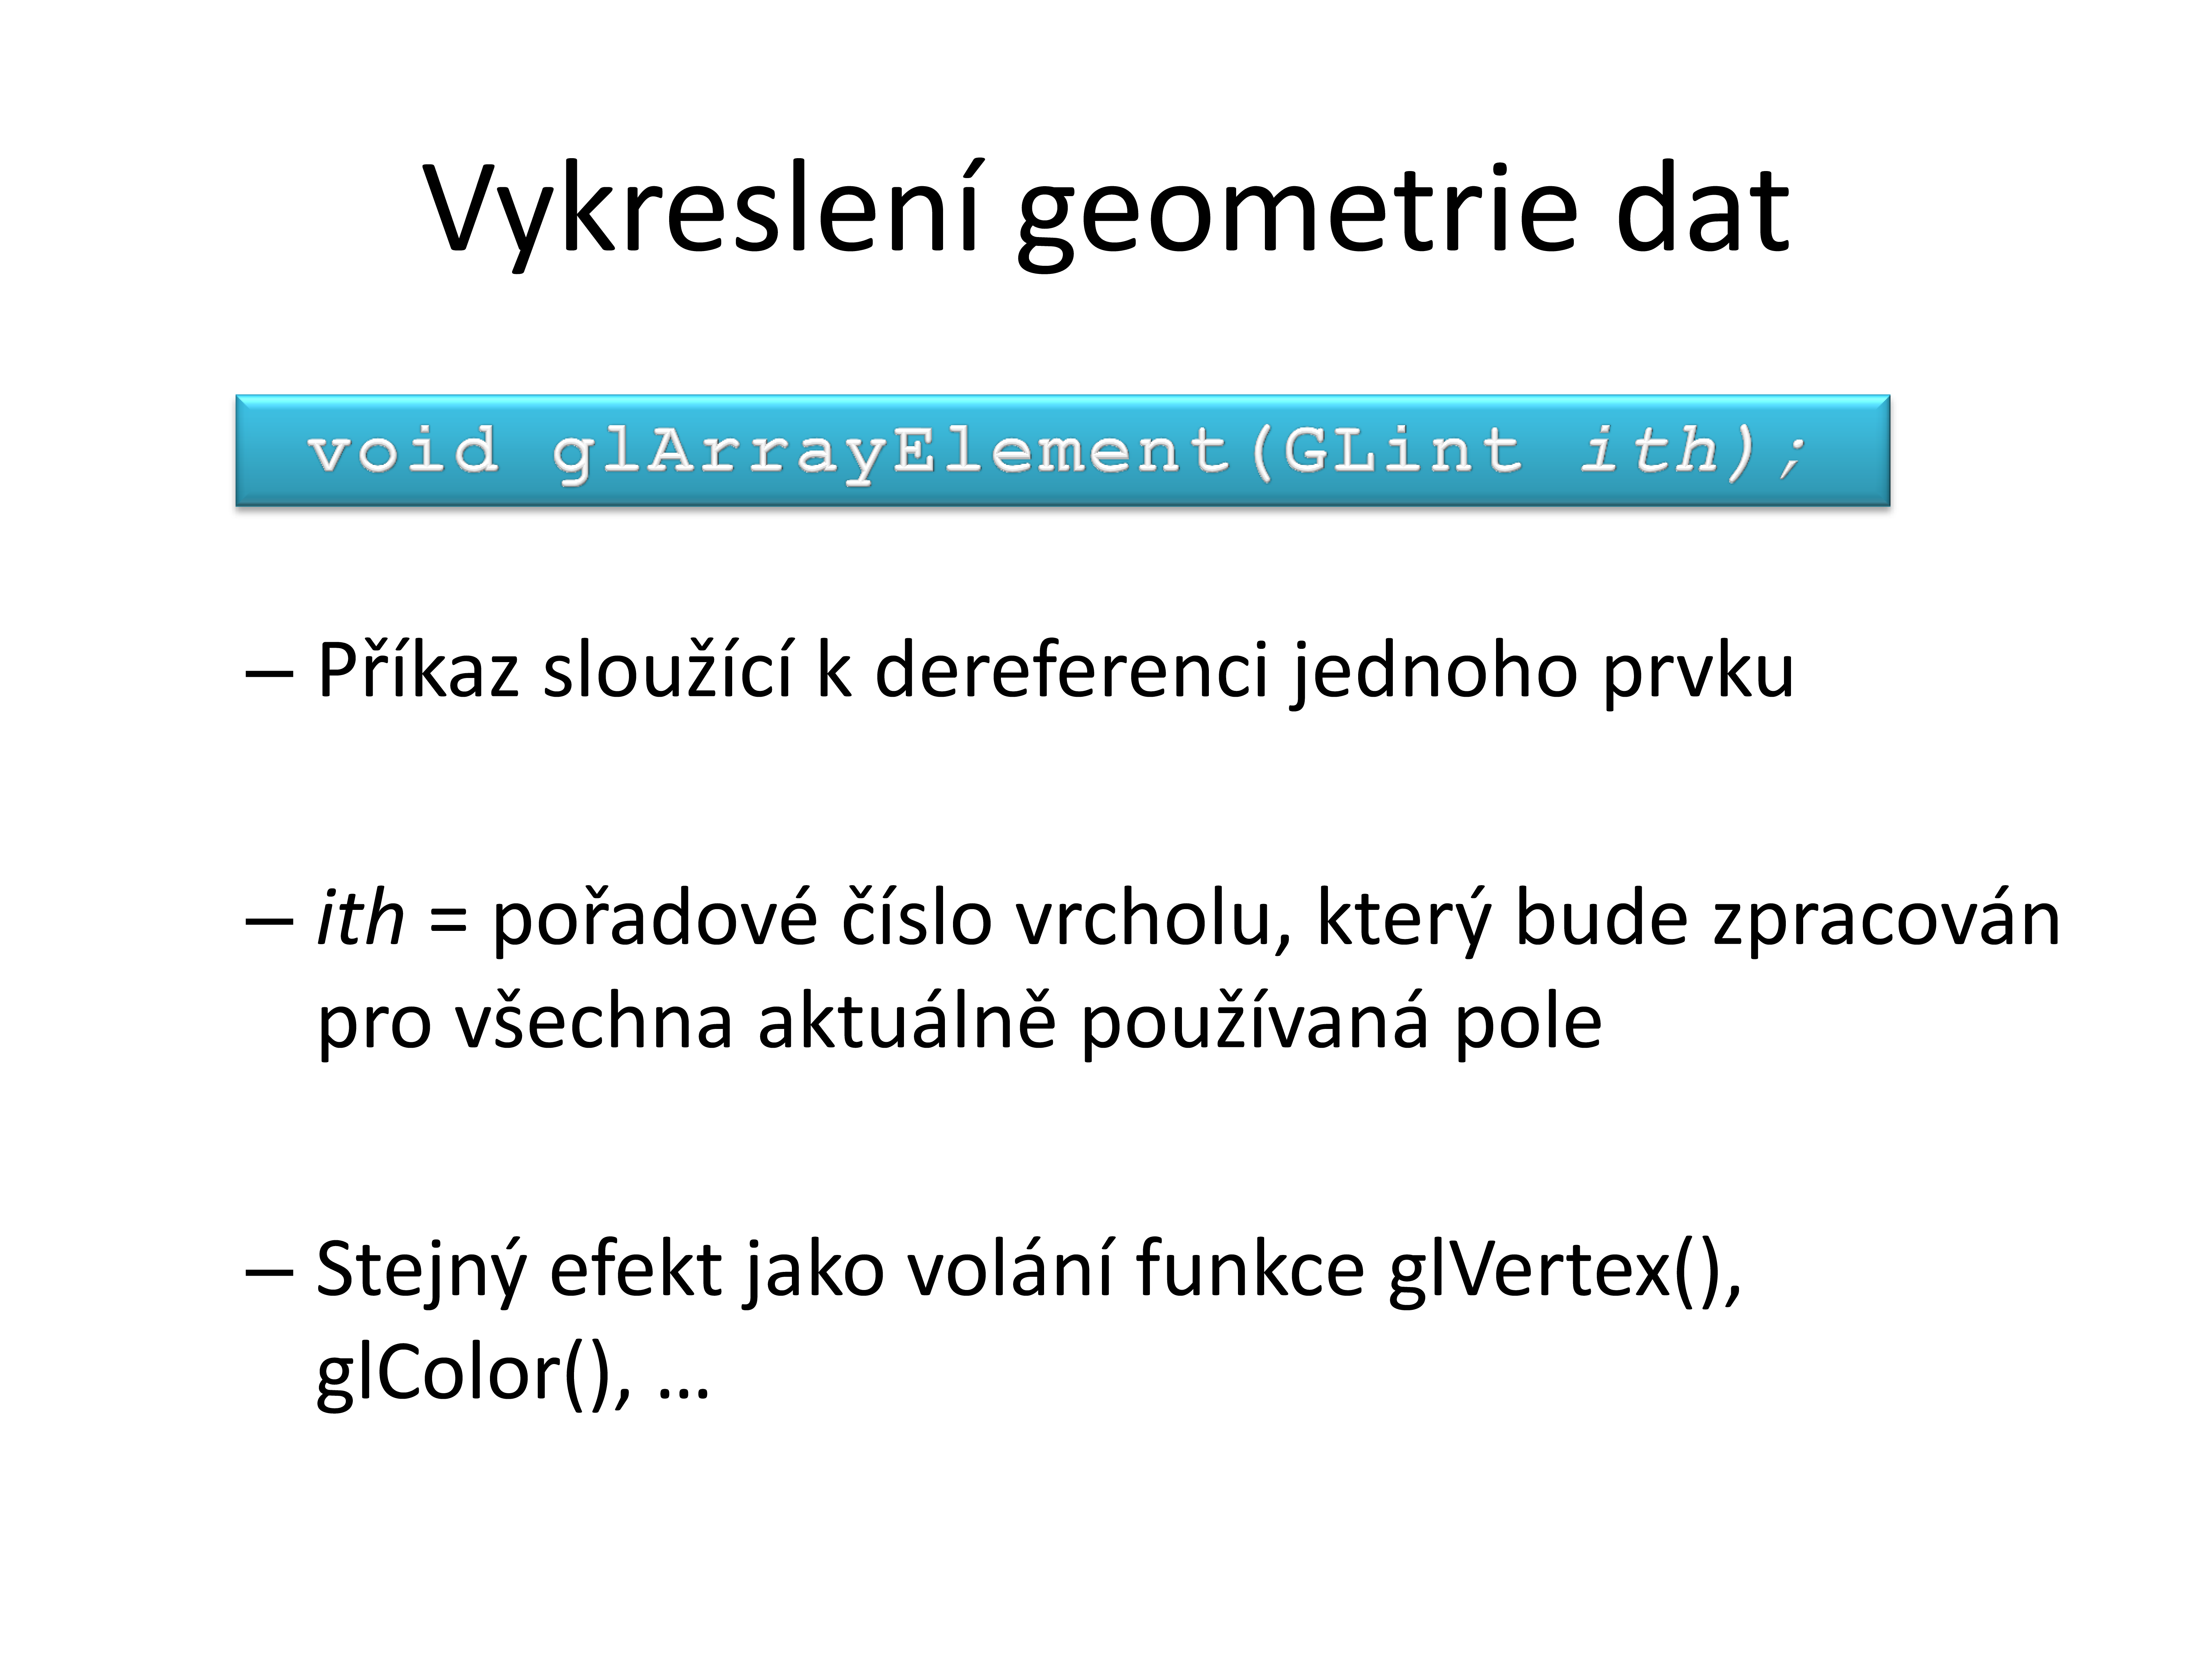 Vykreslení geometrie dat
void glArrayElement(GLint ith);
– Příkaz sloužící k dereferenci jednoho prvku
– ith = pořadové číslo vrcholu, který bude zpracován
pro všechna aktuálně používaná pole
– Stejný efekt jako volání funkce glVertex(),
glColor(), …